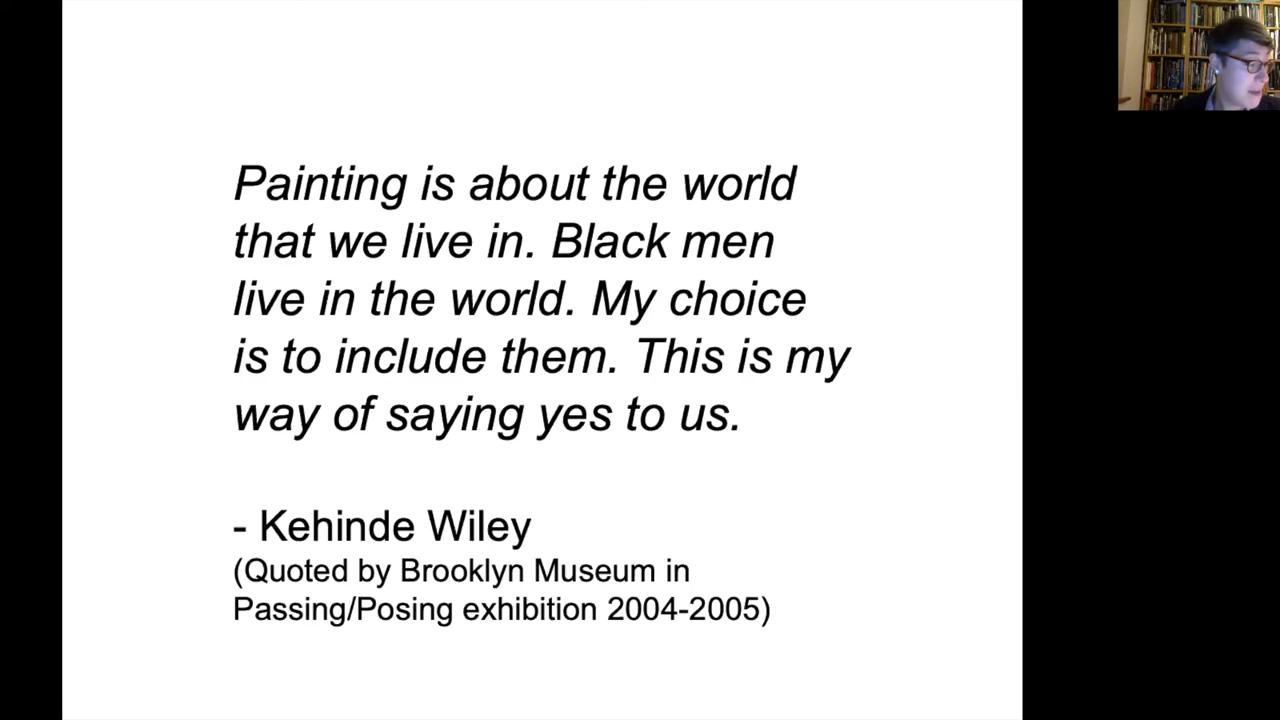 Painting is about the world
that we live in. Black men
live in the world. My choice
is to include them. This is my
way of saying yes to us.
- Kehinde Wiley
(Quoted by Brooklyn Museum in
Passing/Posing exhibition 2004-2005)